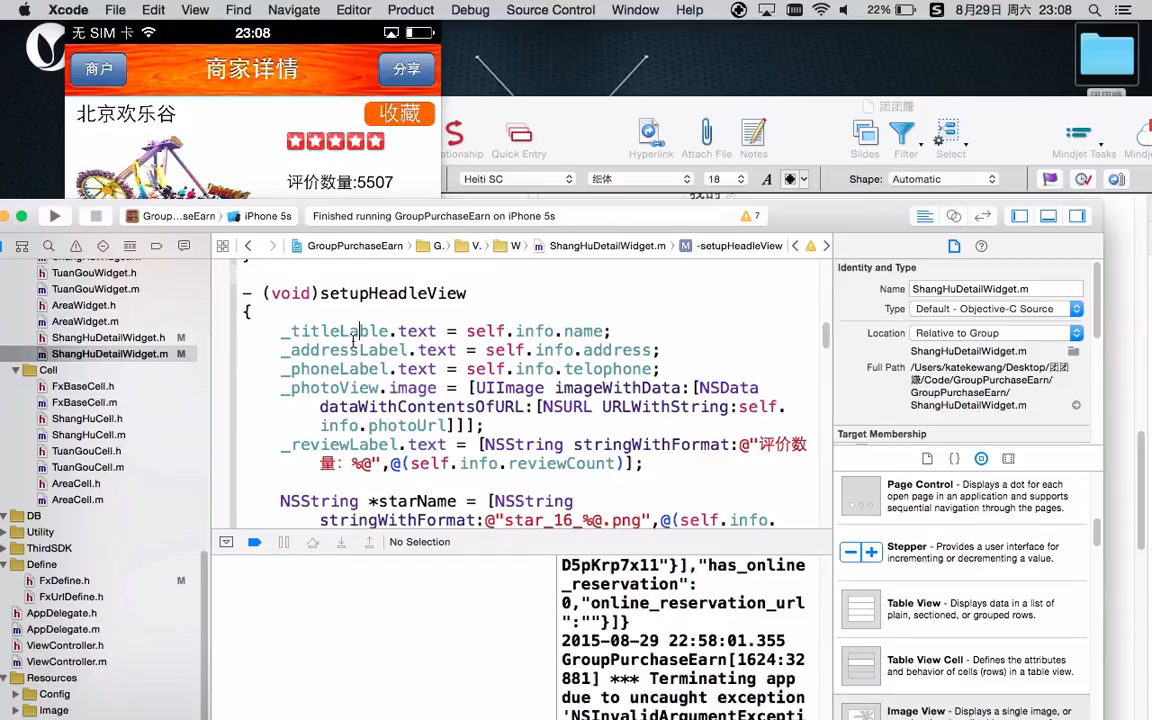 Xcode File Edit View Find Navigate Editor Product Debug Source Control Window Help 22% 8月29日 周六 23:08
无 SIM 卡 23:08
商户 商家详情 分享
北京欢乐谷 收藏
评价数量:5507
团团赚
Quick Entry Hyperlink Attach File Notes Slides Filter Select Mindjet Tasks
Heiti SC 细体 18 A Shape: Automatic
Group...seEarn iPhone 5s Finished running GroupPurchaseEarn on iPhone 5s 7
GroupPurchaseEarn G. V. W ShangHuDetailWidget.m M -setupHeadleView
TuanGouWidget.h
TuanGouWidget.m
AreaWidget.h
AreaWidget.m
ShangHuDetailWidget.h M
ShangHuDetailWidget.m M
Cell
FxBaseCell.h
FxBaseCell.m
ShangHuCell.h
ShangHuCell.m
TuanGouCell.h
TuanGouCell.m
AreaCell.h
AreaCell.m
DB
Utility
ThirdSDK
Define
FxDefine.h M
FxUrlDefine.h
AppDelegate.h
AppDelegate.m
ViewController.h
ViewController.m
Resources
Config
Image
- (void)setupHeadleView
{
_titleLable.text = self.info.name;
_addressLabel.text = self.info.address;
_phoneLabel.text = self.info.telophone;
_photoView.image = [UIImage imageWithData:[NSData
dataWithContentsOfURL:[NSURL URLWithString:self.
info.photoUrl]]];
_reviewLabel.text = [NSString stringWithFormat:@"评价数
量: %@",@(self.info.reviewCount)];
NSString *starName = [NSString
stringWithFormat:@"star_16_%@.png",@(self.info.
No Selection
D5pKrp7x11"}],"has_online
_reservation":
0,"online_reservation_url
":""}]}
2015-08-29 22:58:01.355
GroupPurchaseEarn[1624:32
881] *** Terminating app
due to uncaught exception
'NSInvalidArgumentExcepti
Identity and Type
Name ShangHuDetailWidget.m
Type Default - Objective-C Source
Location Relative to Group
ShangHuDetailWidget.m
Full Path /Users/katekewang/Desktop/团团
赚/Code/GroupPurchaseEarn/
GroupPurchaseEarn/
ShangHuDetailWidget.m
Target Membership
Page Control - Displays a dot for each
open page in an application and supports
sequential navigation through the pages.
Stepper - Provides a user interface for
incrementing or decrementing a value.
Table View - Displays data in a list of
plain, sectioned, or grouped rows.
Table View Cell - Defines the attributes
and behavior of cells (rows) in a table view.
Image View - Displays a single image, or